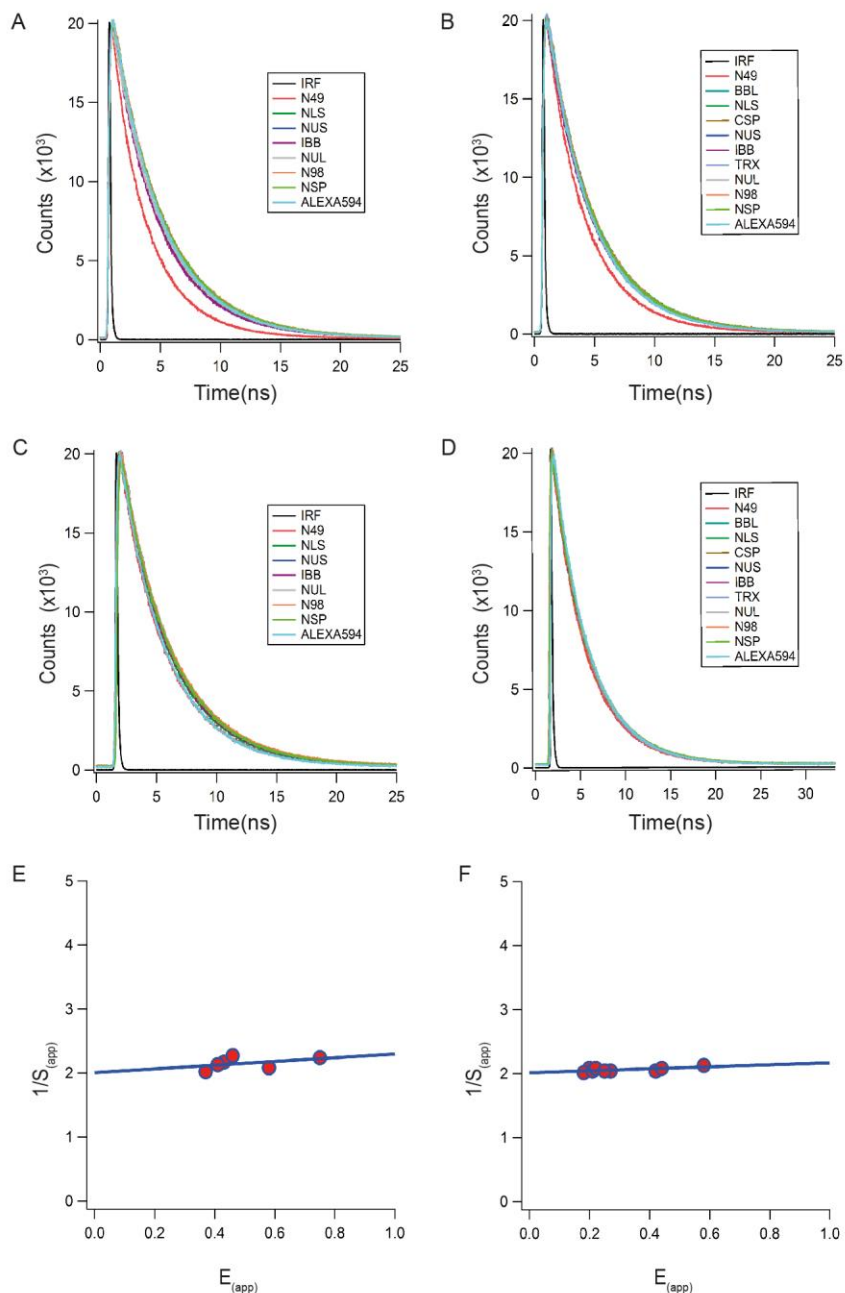 A
20
15
10
5
0
Counts (x10³)
0 5 10 15 20 25
Time(ns)
IRF
N49
NLS
NUS
IBB
NUL
N98
NSP
ALEXA594
B
20
15
10
5
0
Counts (x10³)
0 5 10 15 20 25
Time(ns)
IRF
N49
BBL
NLS
CSP
NUS
IBB
TRX
NUL
N98
NSP
ALEXA594
C
20
15
10
5
0
Counts (x10³)
0 5 10 15 20 25
Time(ns)
IRF
N49
NLS
NUS
IBB
NUL
N98
NSP
ALEXA594
D
20
15
10
5
0
Counts (x10³)
0 5 10 15 20 25 30
Time(ns)
IRF
N49
BBL
NLS
CSP
NUS
IBB
TRX
NUL
N98
NSP
ALEXA594
E
5
4
3
2
1
0
1/S(app)
0.0 0.2 0.4 0.6 0.8 1.0
E(app)
F
5
4
3
2
1
0
1/S(app)
0.0 0.2 0.4 0.6 0.8 1.0
E(app)